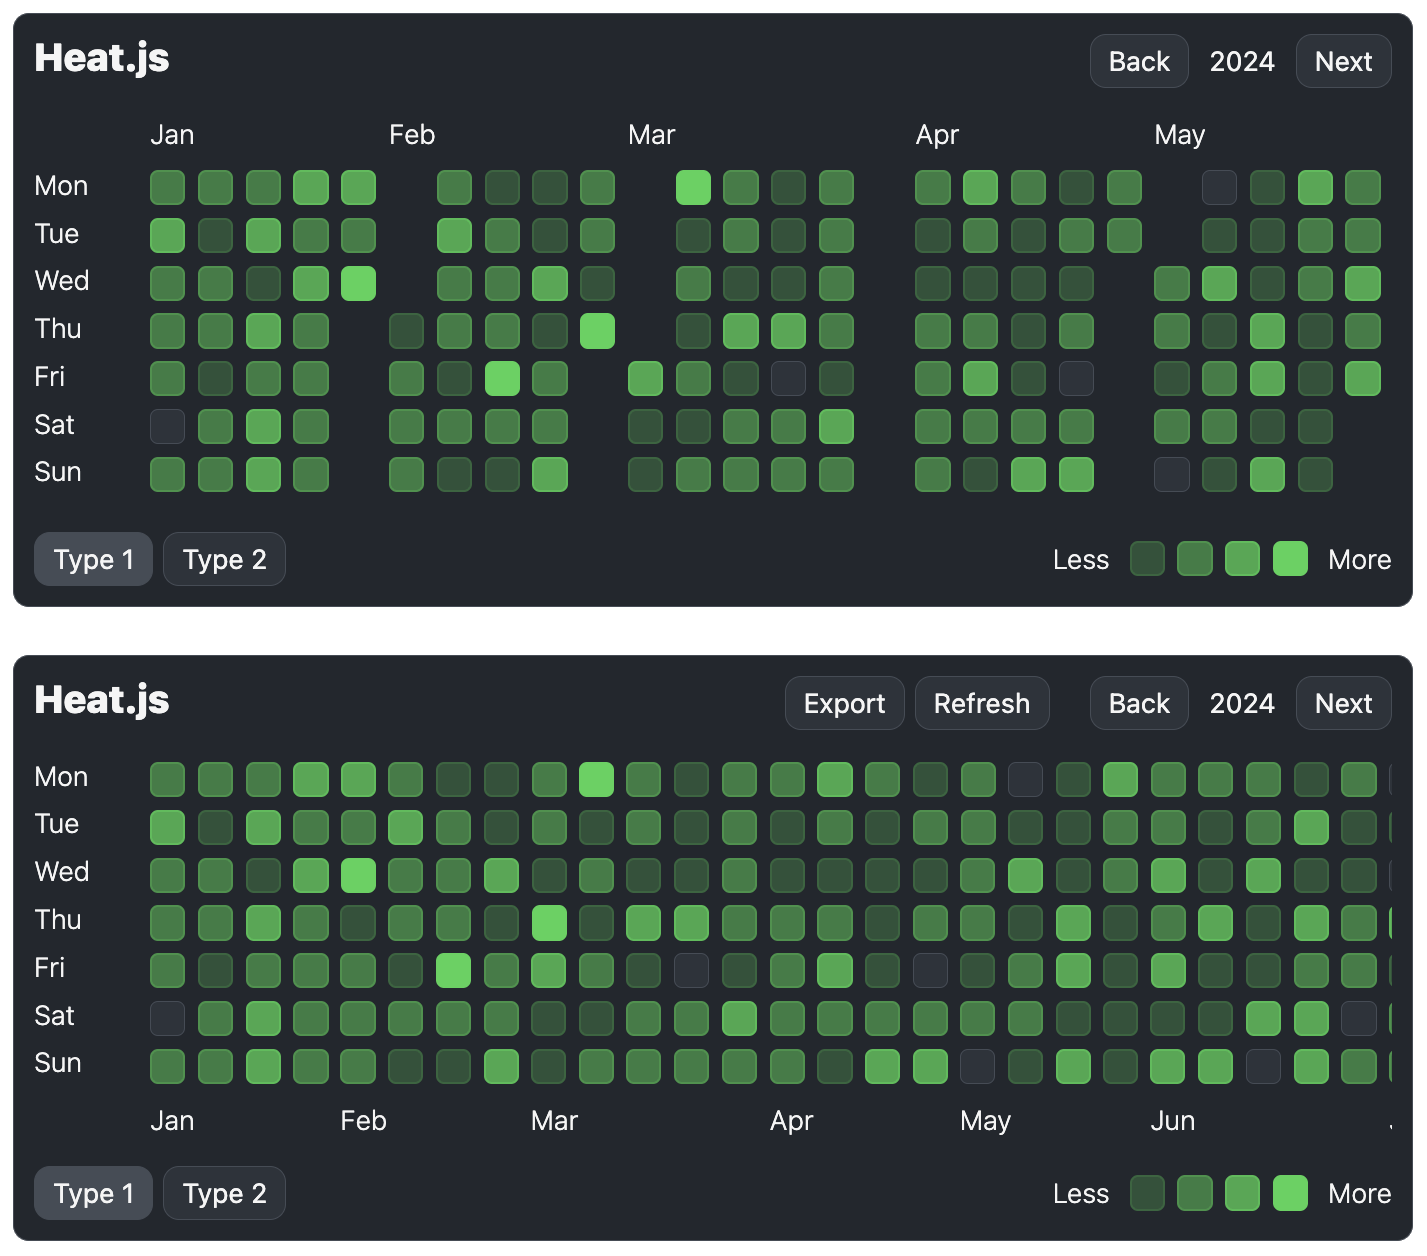 Heat.js
Back 2024 Next
Jan Feb Mar Apr May
Mon
Tue
Wed
Thu
Fri
Sat
Sun
Type 1 Type 2 Less More
Heat.js
Export Refresh Back 2024 Next
Mon
Tue
Wed
Thu
Fri
Sat
Sun
Jan Feb Mar Apr May Jun
Type 1 Type 2 Less More